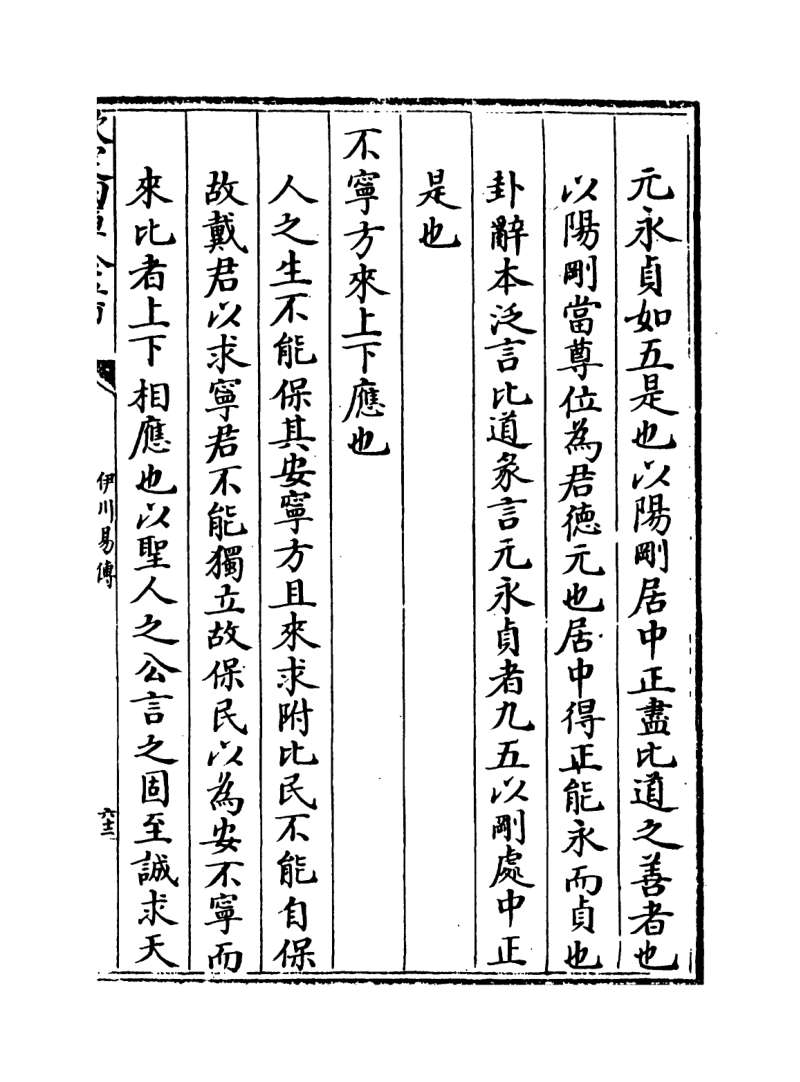 元永貞如五是也以陽剛居中正盡比道之善者也
以陽剛當尊位為君德元也居中得正能永而貞也
卦辭本泛言比道彖言元永貞者九五以剛處中正
是也
不寧方來上下應也
人之生不能保其安寧方且來求附比民不能自保
故戴君以求寧君不能獨立故保民以為安不寧而
來比者上下相應也以聖人之公言之固至誠求天
伊川易傳
六十三